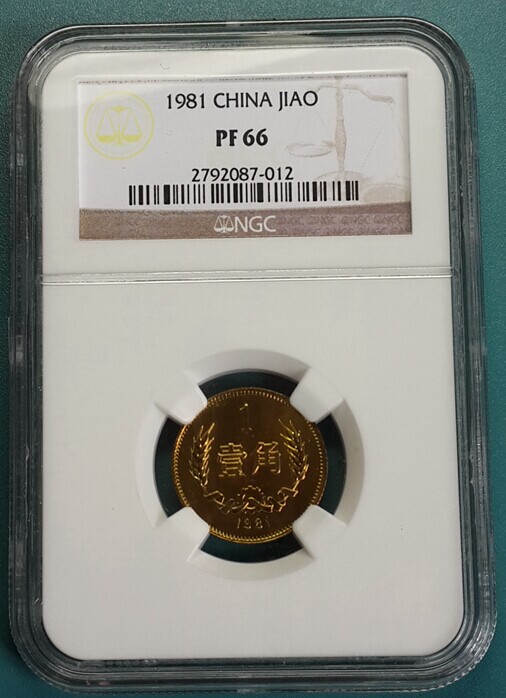 1981 CHINA JIAO
PF 66
2792087-012
NGC
1
壹角
1981